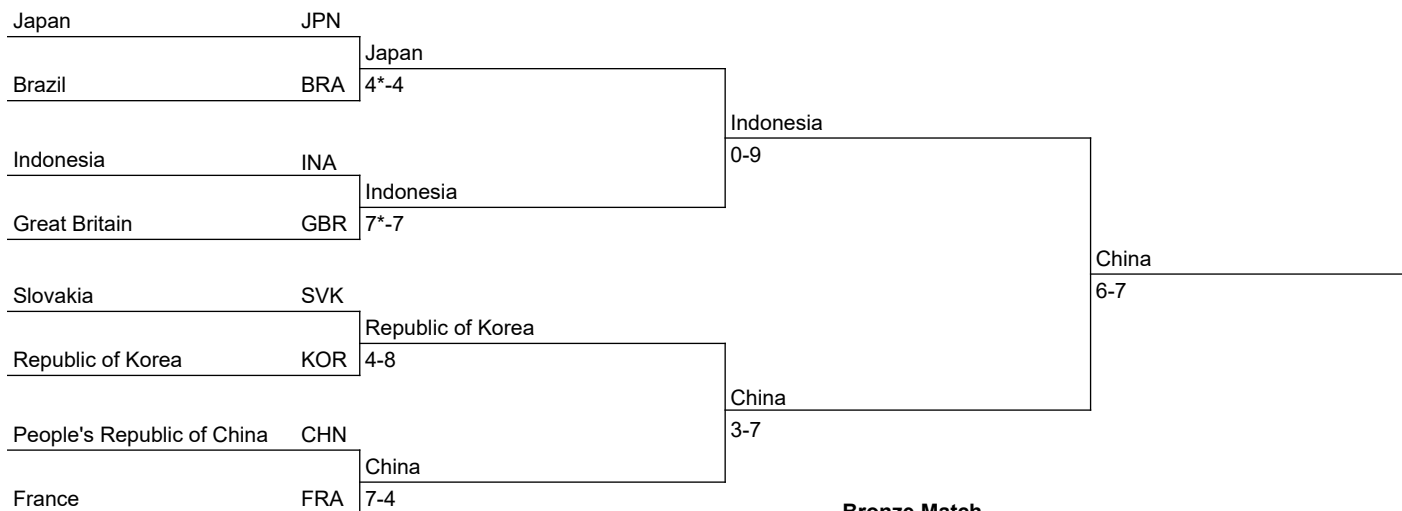 Japan JPN
Japan
Brazil BRA 4*-4
Indonesia
Indonesia INA 0-9
Indonesia
Great Britain GBR 7*-7
China
Slovakia SVK 6-7
Republic of Korea
Republic of Korea KOR 4-8
China
People's Republic of China CHN 3-7
China
France FRA 7-4
Bronze Match